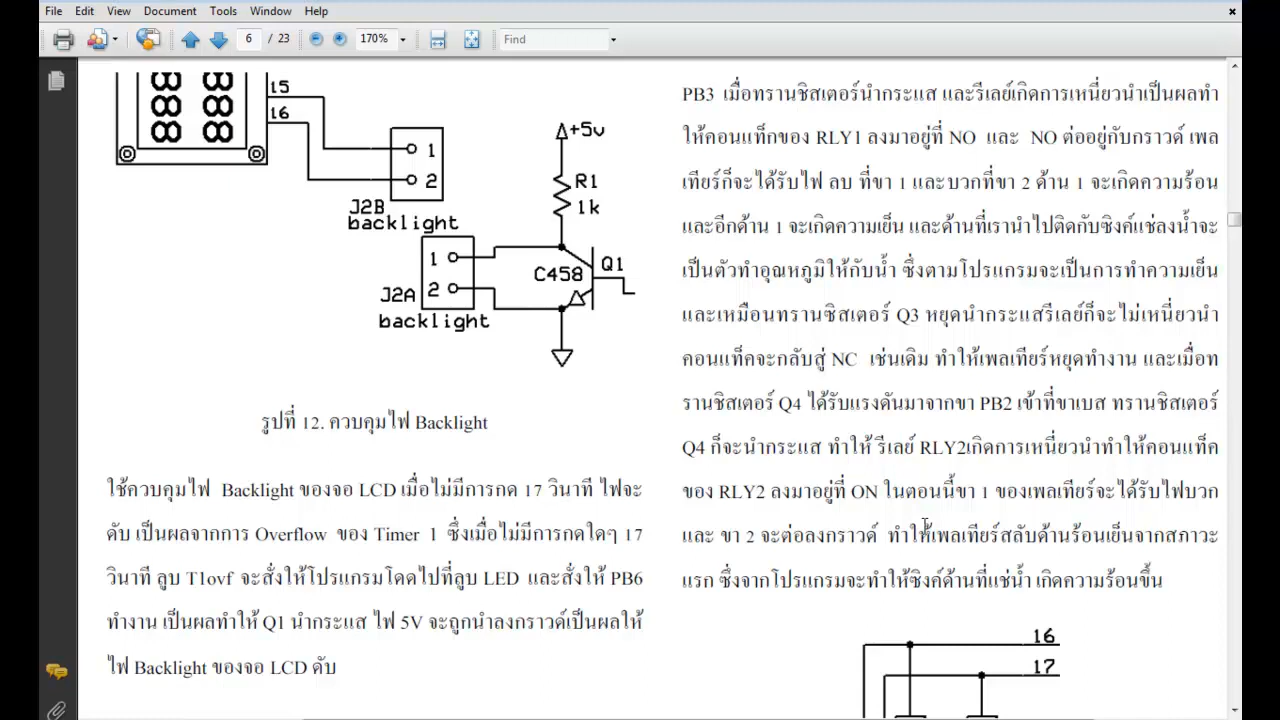 File Edit View Document Tools Window Help
6 / 23 170% Find
15
16
1
2
J2B
backlight
+5v
R1
1k
1
2
C458
Q1
J2A
backlight
รูปที่ 12. ควบคุมไฟ Backlight
ใช้ควบคุมไฟ Backlight ของจอ LCD เมื่อไม่มีการกด 17 วินาที ไฟจะ
ดับ เป็นผลจากการ Overflow ของ Timer 1 ซึ่งเมื่อไม่มีการกดใดๆ 17
วินาที ลูบ T1ovf จะสั่งให้โปรแกรมโดดไปที่ลูบ LED และสั่งให้ PB6
ทำงาน เป็นผลทำให้ Q1 นำกระแส ไฟ 5V จะถูกนำลงกราวด์เป็นผลให้
ไฟ Backlight ของจอ LCD ดับ
PB3 เมื่อทรานซิสเตอร์นำกระแส และรีเลย์เกิดการเหนี่ยวนำเป็นผลทำ
ให้คอนแท็กของ RLY1 ลงมาอยู่ที่ NO และ NO ต่ออยู่กับกราวด์ เพล
เทียร์ก็จะได้รับไฟ ลบ ที่ขา 1 และบวกที่ขา 2 ด้าน 1 จะเกิดความร้อน
และอีกด้าน 1 จะเกิดความเย็น และด้านที่เรานำไปติดกับซิงค์แช่ลงน้ำจะ
เป็นตัวทำอุณหภูมิให้กับน้ำ ซึ่งตามโปรแกรมจะเป็นการทำความเย็น
และเหมือนทรานซิสเตอร์ Q3 หยุดนำกระแสรีเลย์ก็จะไม่เหนี่ยวนำ
คอนแท็คจะกลับสู่ NC เช่นเดิม ทำให้เพลเทียร์หยุดทำงาน และเมื่อท
รานซิสเตอร์ Q4 ได้รับแรงดันมาจากขา PB2 เข้าที่ขาเบส ทรานซิสเตอร์
Q4 ก็จะนำกระแส ทำให้ รีเลย์ RLY2เกิดการเหนี่ยวนำทำให้คอนแท็ค
ของ RLY2 ลงมาอยู่ที่ ON ในตอนนี้ขา 1 ของเพลเทียร์จะได้รับไฟบวก
และ ขา 2 จะต่อลงกราวด์ ทำให้เพลเทียร์สลับด้านร้อนเย็นจากสภาวะ
แรก ซึ่งจากโปรแกรมจะทำให้ซิงค์ด้านที่แช่น้ำ เกิดความร้อนขึ้น
16
17